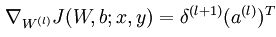 ∇_{W^{(l)}} J(W, b; x, y) = δ^{(l+1)} (a^{(l)})^T